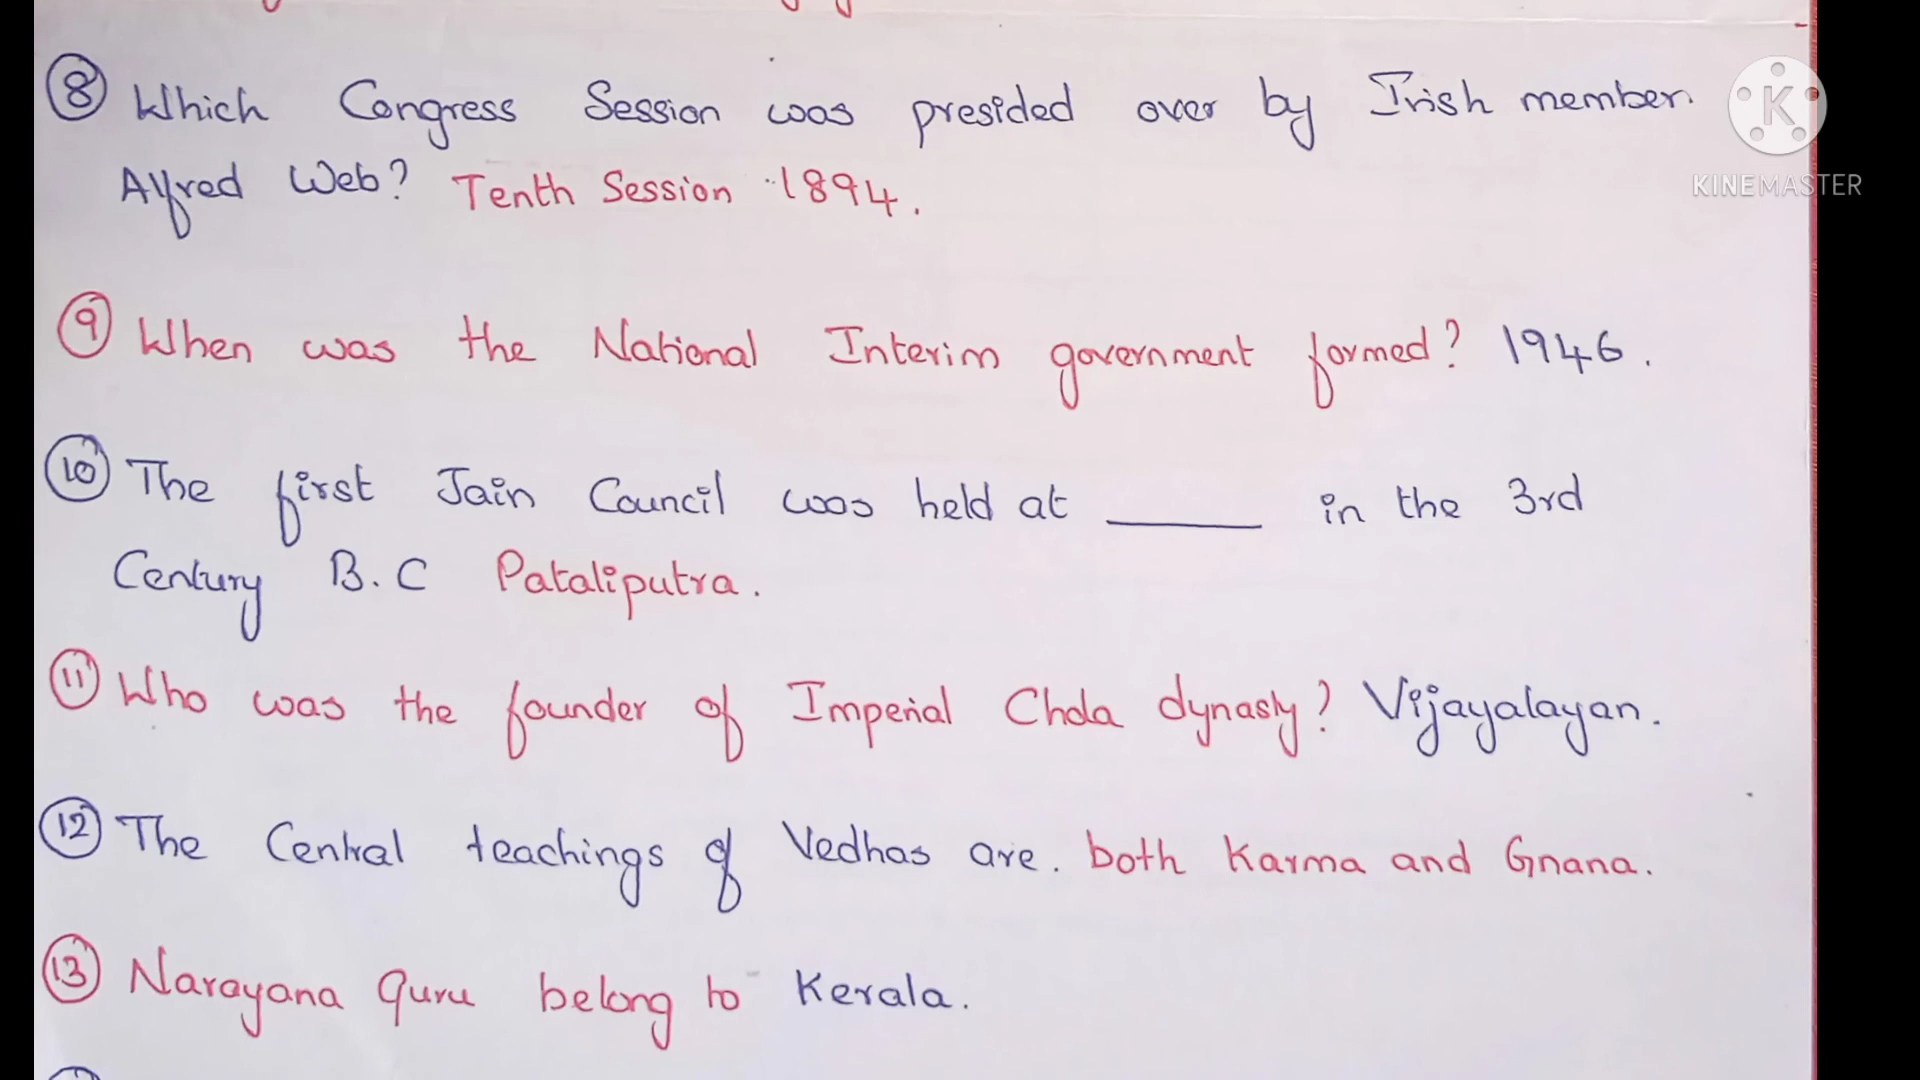 8 Which Congress Session was presided over by Irish member
Alfred Web? Tenth Session 1894.
9 When was the National Interim government formed? 1946.
10 The first Jain Council was held at ______ in the 3rd
Century B.C Pataliputra.
11 Who was the founder of Imperial Chola dynasty? Vijayalayan.
12 The Central teachings of Vedhas are. both Karma and Gnana.
13 Narayana Guru belong to Kerala.
KINEMASTER